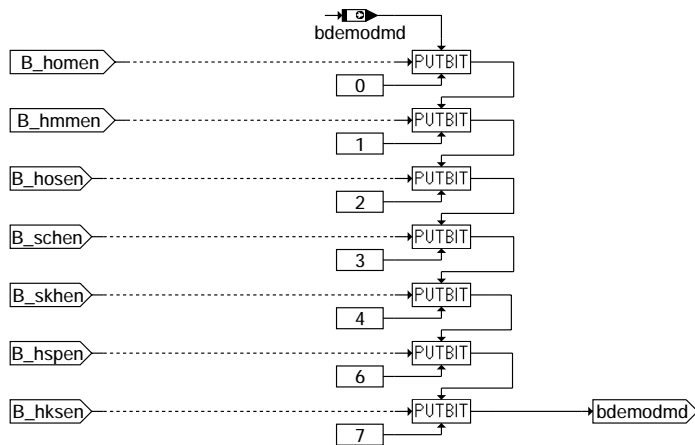 bdemodmd
B_homen
PUTBIT
0
B_hmmen
PUTBIT
1
B_hosen
PUTBIT
2
B_schen
PUTBIT
3
B_skhen
PUTBIT
4
B_hspen
PUTBIT
6
B_hksen
PUTBIT
bdemodmd
7